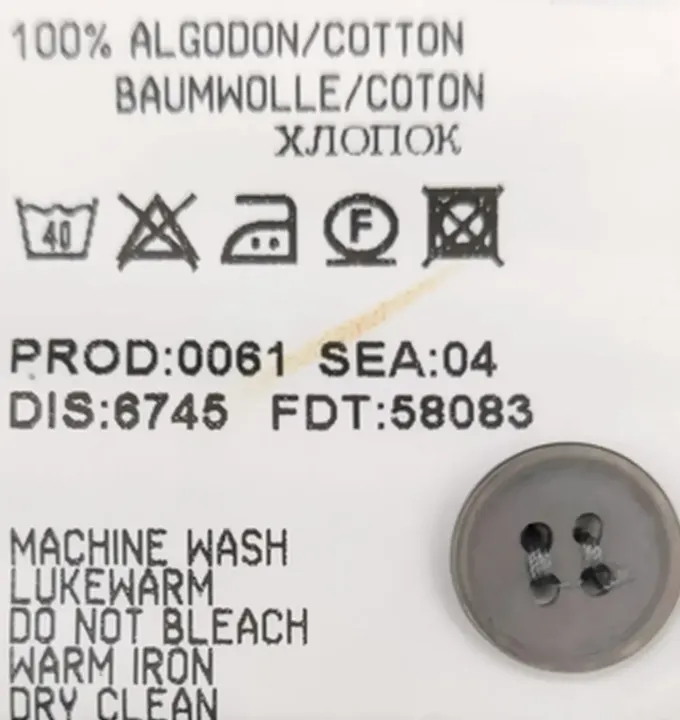 100% ALGODON/COTTON
BAUMWOLLE/COTON
ХЛОПОК
40 F
PROD:0061 SEA:04
DIS:6745 FDT:58083
MACHINE WASH
LUKEWARM
DO NOT BLEACH
WARM IRON
DRY CLEAN